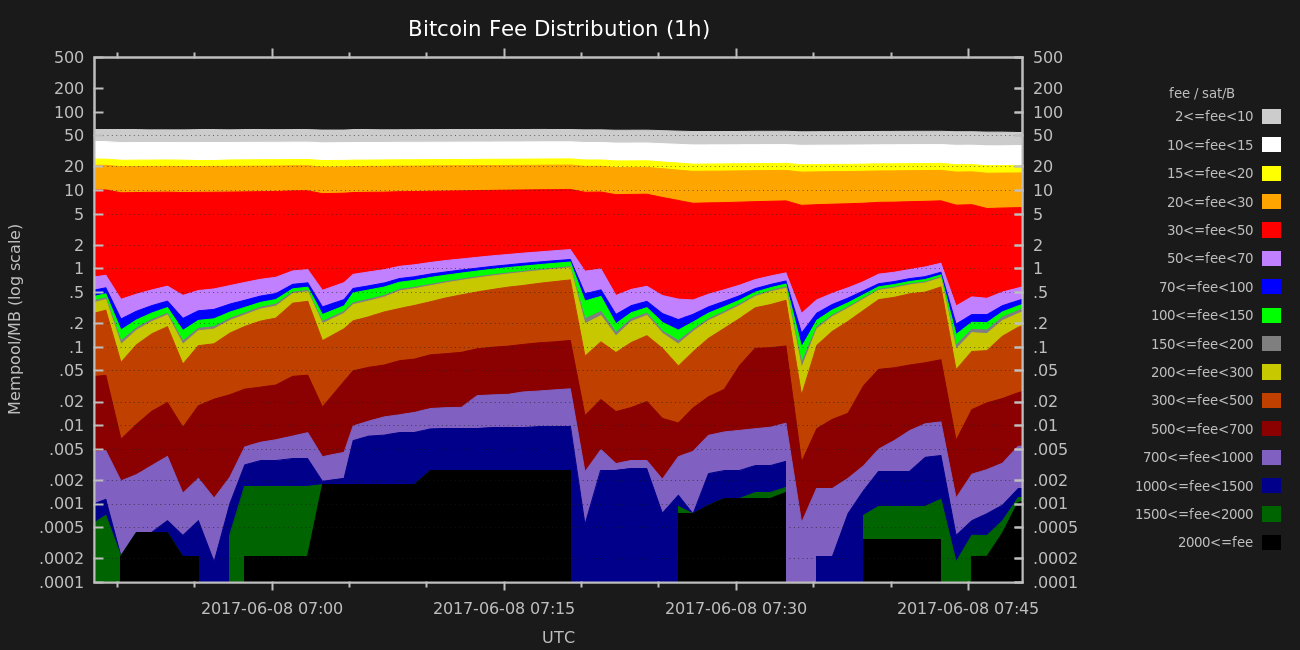 Bitcoin Fee Distribution (1h)
Mempool/MB (log scale)
500
200
100
50
20
10
5
2
1
.5
.2
.1
.05
.02
.01
.005
.002
.001
.0005
.0002
.0001
500
200
100
50
20
10
5
2
1
.5
.2
.1
.05
.02
.01
.005
.002
.001
.0005
.0002
.0001
2017-06-08 07:00
2017-06-08 07:15
2017-06-08 07:30
2017-06-08 07:45
UTC
fee / sat/B
2<=fee<10
10<=fee<15
15<=fee<20
20<=fee<30
30<=fee<50
50<=fee<70
70<=fee<100
100<=fee<150
150<=fee<200
200<=fee<300
300<=fee<500
500<=fee<700
700<=fee<1000
1000<=fee<1500
1500<=fee<2000
2000<=fee